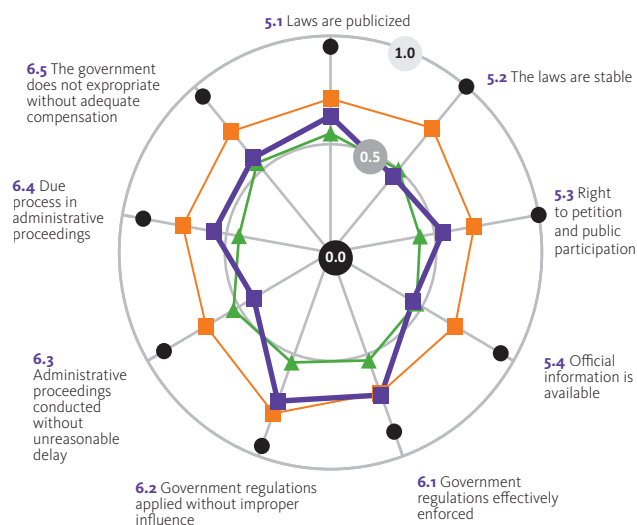 5.1 Laws are publicized
1.0
5.2 The laws are stable
0.5
5.3 Right
to petition
and public
participation
0.0
5.4 Official
information is
available
6.1 Government
regulations effectively
enforced
6.2 Government regulations
applied without improper
influence
6.3
Administrative
proceedings
conducted
without
unreasonable
delay
6.4 Due
process in
administrative
proceedings
6.5 The government
does not expropriate
without adequate
compensation